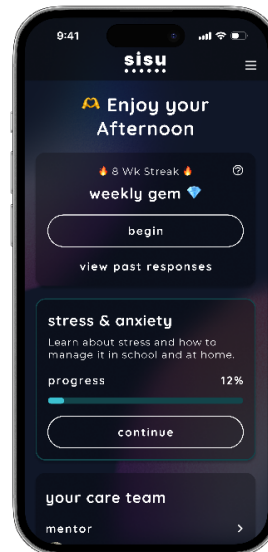 9:41
sisu
🫶 Enjoy your
Afternoon
🔥 8 Wk Streak 🔥
weekly gem 💎
begin
view past responses
stress & anxiety
Learn about stress and how to
manage it in school and at home.
progress 12%
continue
your care team
mentor